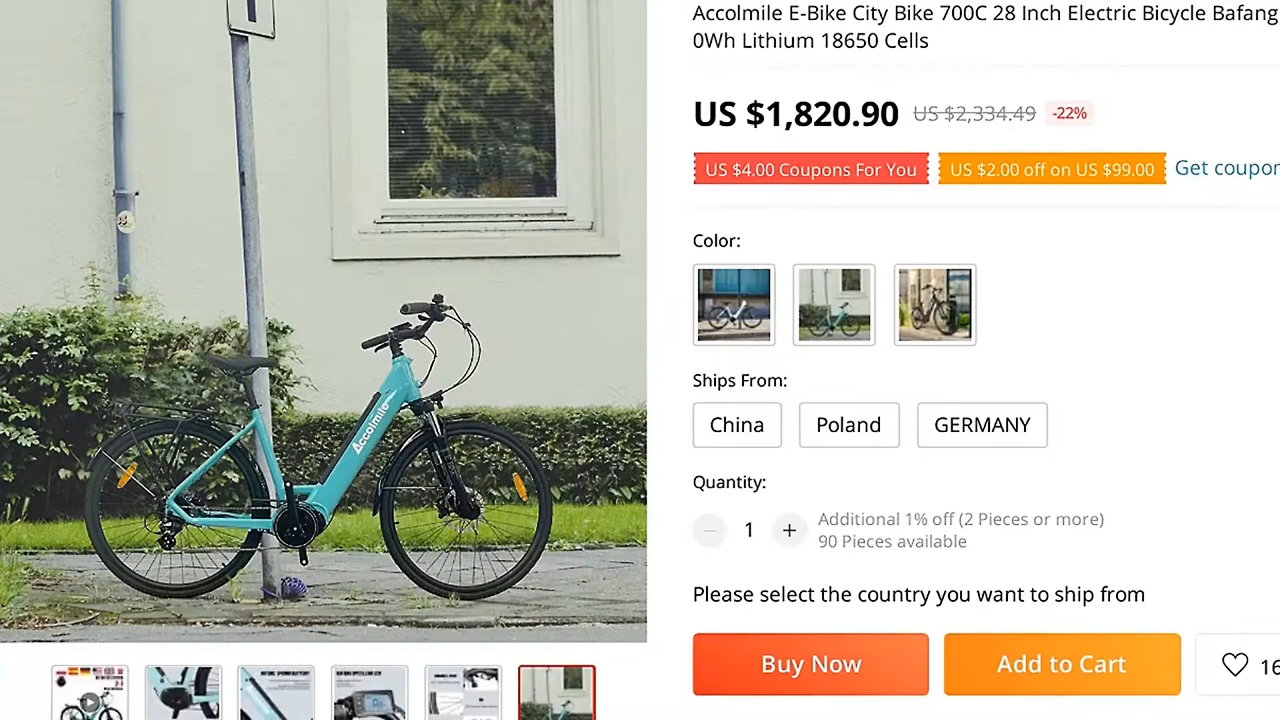 Accolmile E-Bike City Bike 700C 28 Inch Electric Bicycle Bafang
0Wh Lithium 18650 Cells
US $1,820.90 US $2,334.49 -22%
US $4.00 Coupons For You US $2.00 off on US $99.00 Get coupon
Color:
Ships From:
China Poland GERMANY
Accolmile
Quantity:
1 Additional 1% off (2 Pieces or more)
90 Pieces available
Please select the country you want to ship from
Buy Now Add to Cart 16